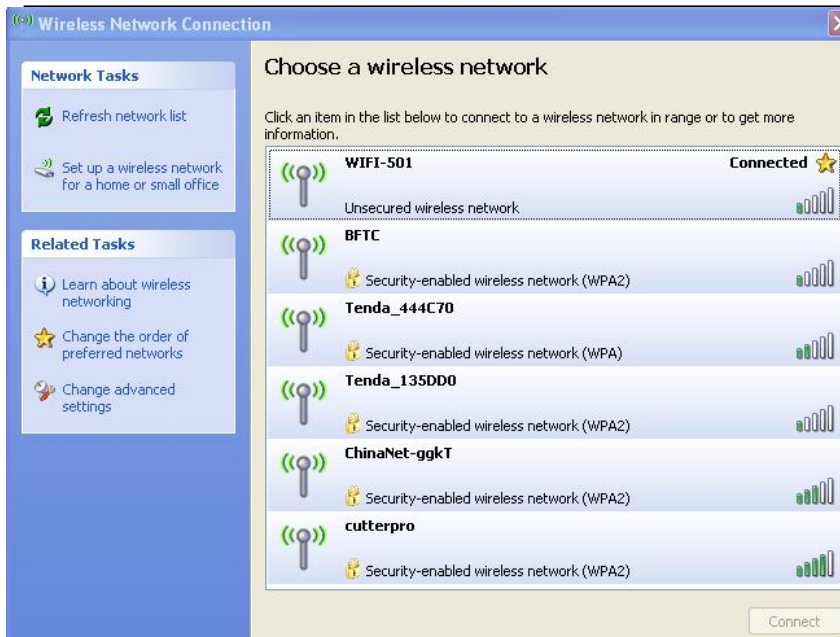 Wireless Network Connection
Network Tasks
Refresh network list
Set up a wireless network
for a home or small office
Related Tasks
Learn about wireless
networking
Change the order of
preferred networks
Change advanced
settings
Choose a wireless network
Click an item in the list below to connect to a wireless network in range or to get more
information.
WIFI-501 Connected
Unsecured wireless network
BFTC
Security-enabled wireless network (WPA2)
Tenda_444C70
Security-enabled wireless network (WPA)
Tenda_135DD0
Security-enabled wireless network (WPA2)
ChinaNet-ggkT
Security-enabled wireless network (WPA2)
cutterpro
Security-enabled wireless network (WPA2)
Connect